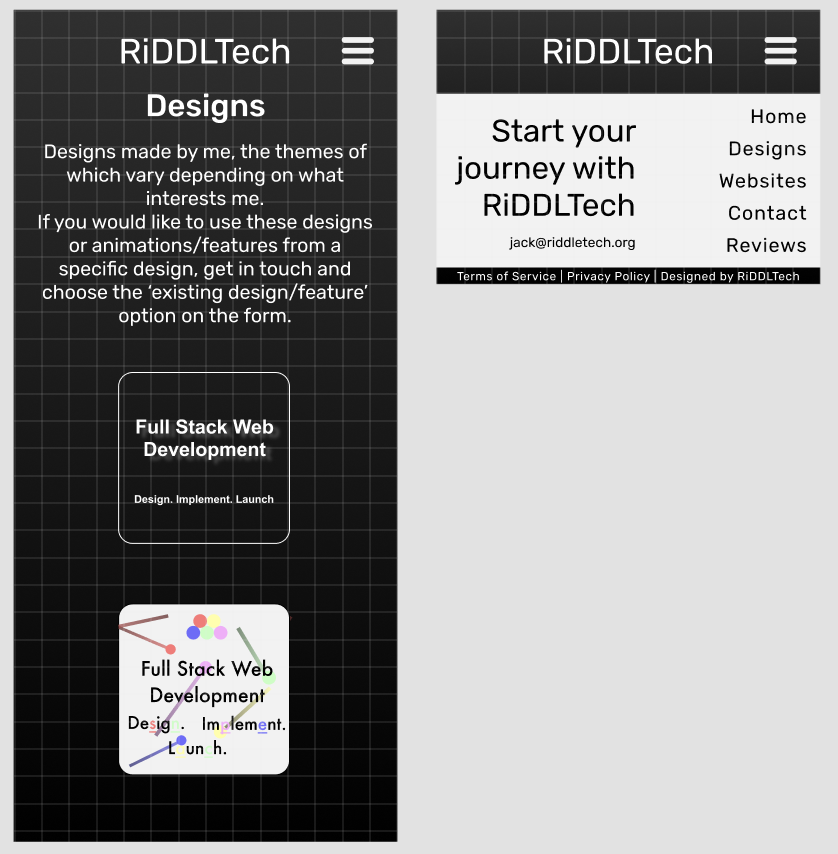 RiDDLTech
Designs
Designs made by me, the themes of
which vary depending on what
interests me.
If you would like to use these designs
or animations/features from a
specific design, get in touch and
choose the ‘existing design/feature’
option on the form.
Full Stack Web
Development
Design. Implement. Launch
Full Stack Web
Development
Desig . Implement.
L un h.
RiDDLTech
Start your
journey with
RiDDLTech
jack@riddletech.org
Home
Designs
Websites
Contact
Reviews
Terms of Service | Privacy Policy | Designed by RiDDLTech